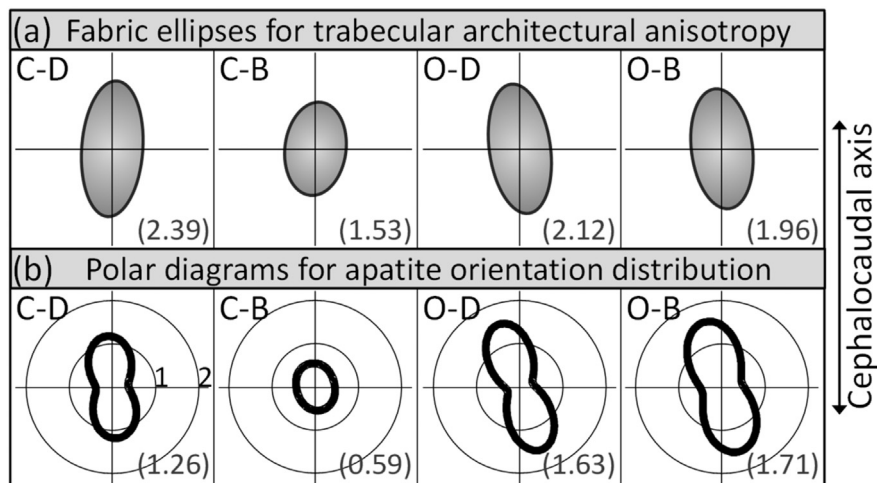 (a) Fabric ellipses for trabecular architectural anisotropy
C-D C-B O-D O-B
(2.39) (1.53) (2.12) (1.96)
(b) Polar diagrams for apatite orientation distribution
C-D C-B O-D O-B
1 2
(1.26) (0.59) (1.63) (1.71)
Cephalocaudal axis